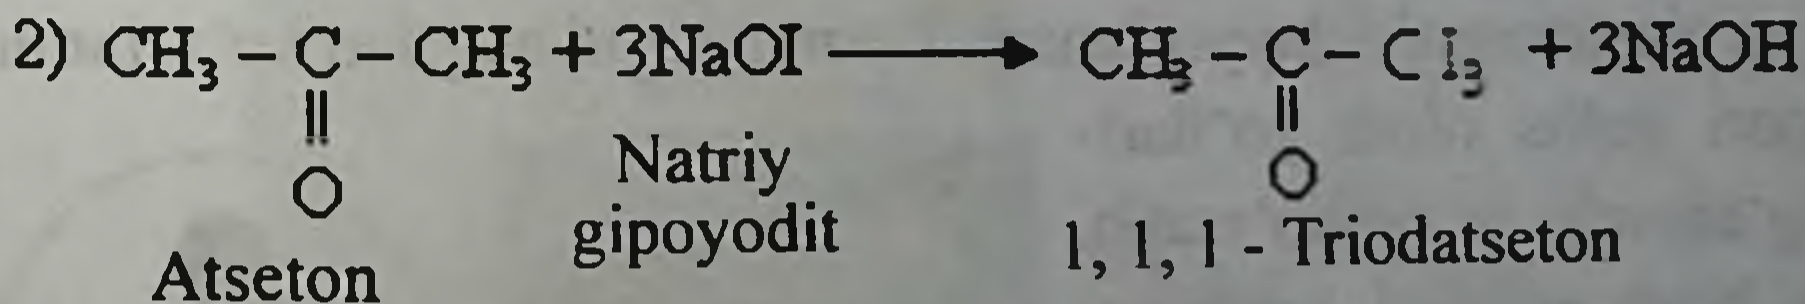 2) CH₃ – C – CH₃ + 3NaOI ⟶ CH₃ – C – CI₃ + 3NaOH
|| ||
O Natriy O
gipoyodit
Atseton 1, 1, 1 - Triodatseton